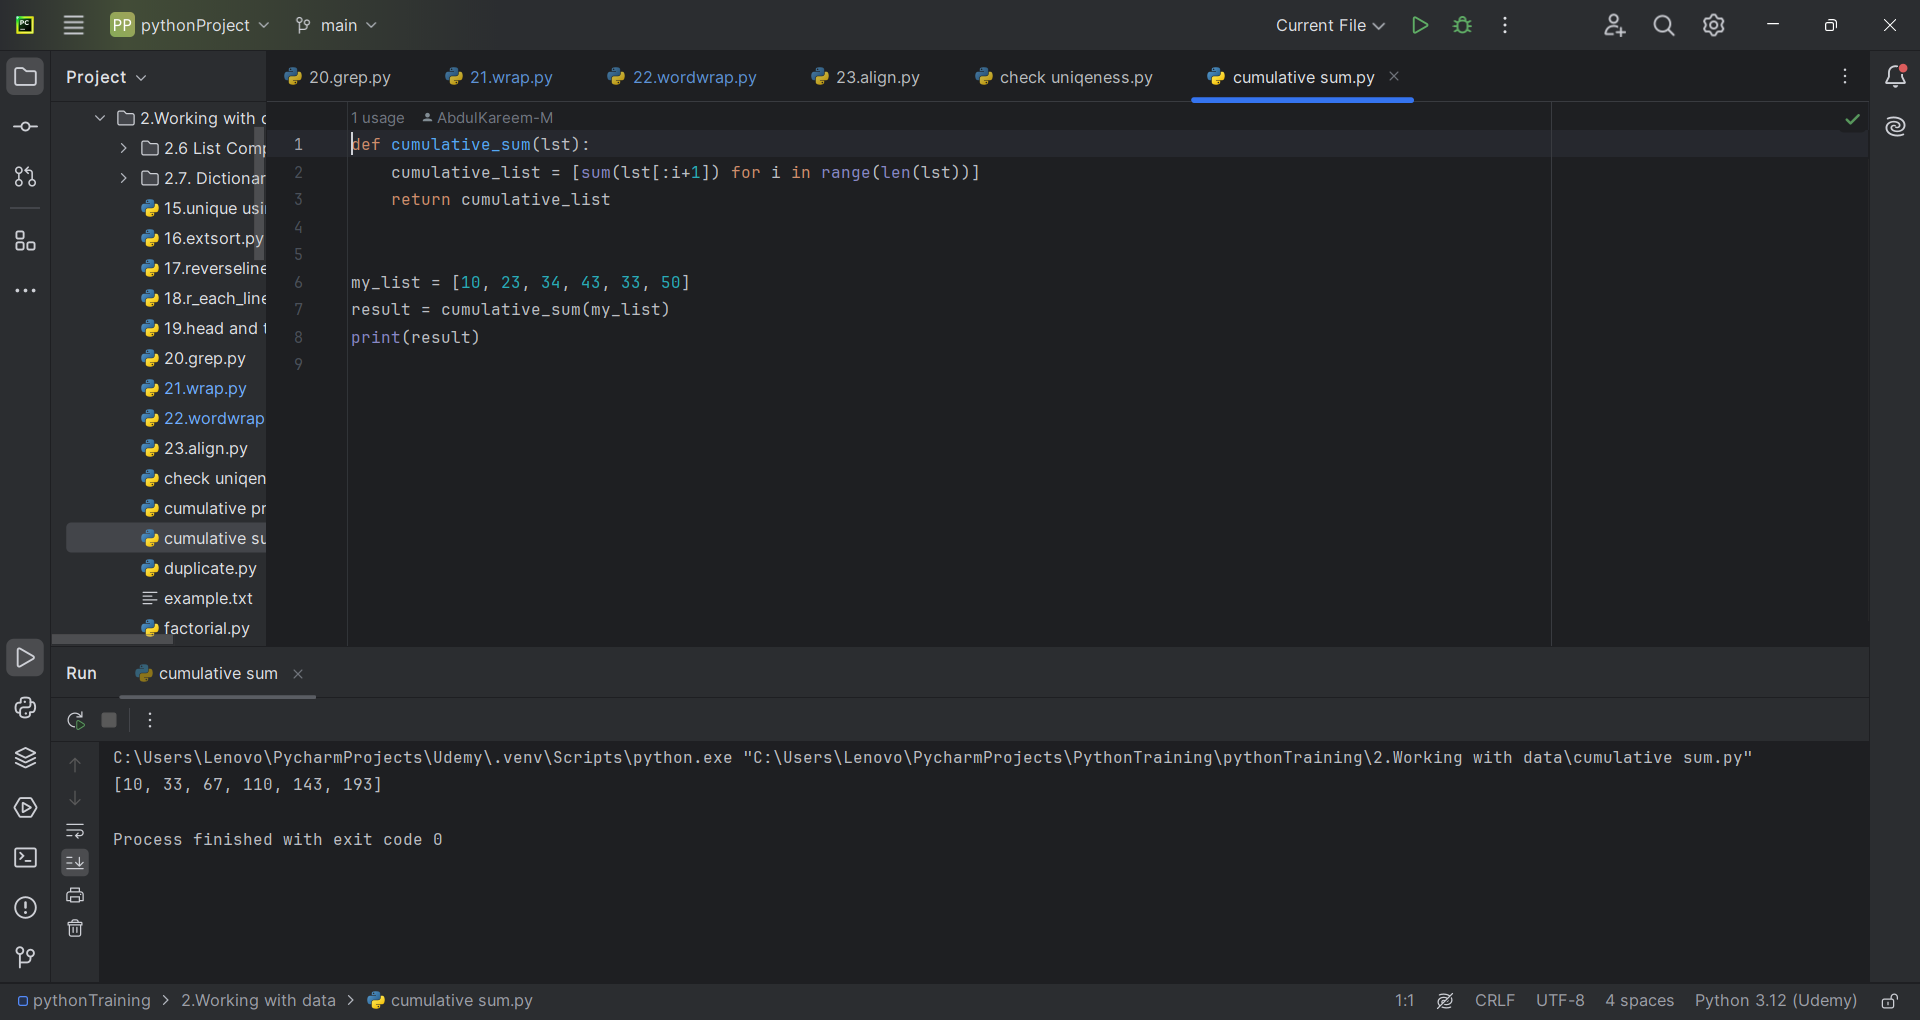 PC
PP pythonProject
main
Current File
Project
20.grep.py
21.wrap.py
22.wordwrap.py
23.align.py
check uniqeness.py
cumulative sum.py
2.Working with
2.6 List Comp
2.7. Dictionar
15.unique usi
16.extsort.py
17.reverseline
18.r_each_line
19.head and t
20.grep.py
21.wrap.py
22.wordwrap
23.align.py
check uniqen
cumulative pr
cumulative su
duplicate.py
example.txt
factorial.py
1 usage AbdulKareem-M
1 def cumulative_sum(lst):
2 cumulative_list = [sum(lst[:i+1]) for i in range(len(lst))]
3 return cumulative_list
4
5
6 my_list = [10, 23, 34, 43, 33, 50]
7 result = cumulative_sum(my_list)
8 print(result)
9
Run
cumulative sum
C:\Users\Lenovo\PycharmProjects\Udemy\.venv\Scripts\python.exe "C:\Users\Lenovo\PycharmProjects\PythonTraining\pythonTraining\2.Working with data\cumulative sum.py"
[10, 33, 67, 110, 143, 193]
Process finished with exit code 0
pythonTraining > 2.Working with data > cumulative sum.py
1:1 CRLF UTF-8 4 spaces Python 3.12 (Udemy)